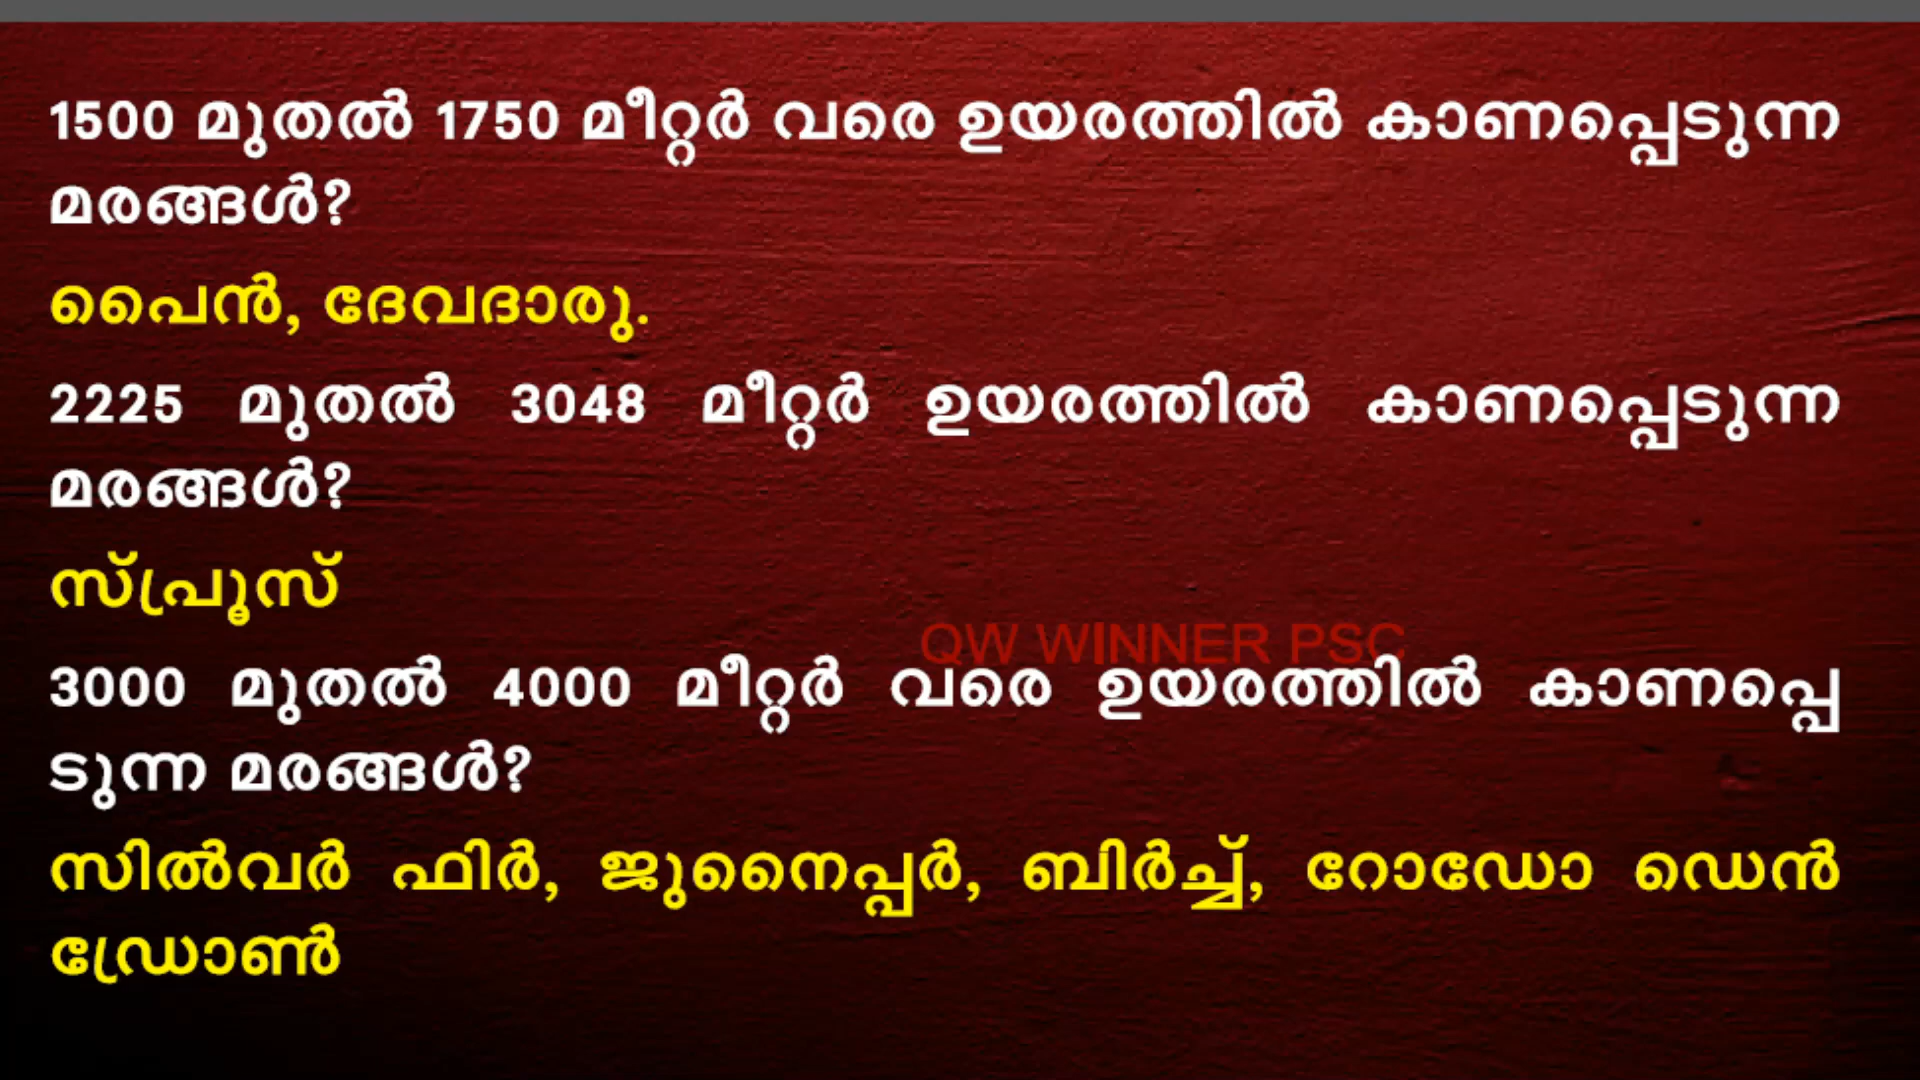 1500 മുതൽ 1750 മീറ്റർ വരെ ഉയരത്തിൽ കാണപ്പെടുന്ന
മരങ്ങൾ?
പൈൻ, ദേവദാരു.
2225 മുതൽ 3048 മീറ്റർ ഉയരത്തിൽ കാണപ്പെടുന്ന
മരങ്ങൾ?
സ്പ്രൂസ്
QW WINNER PSC
3000 മുതൽ 4000 മീറ്റർ വരെ ഉയരത്തിൽ കാണപ്പെ
ടുന്ന മരങ്ങൾ?
സിൽവർ ഫിർ, ജുനൈപ്പർ, ബിർച്ച്, റോഡോ ഡെൻ
ഡ്രോൺ